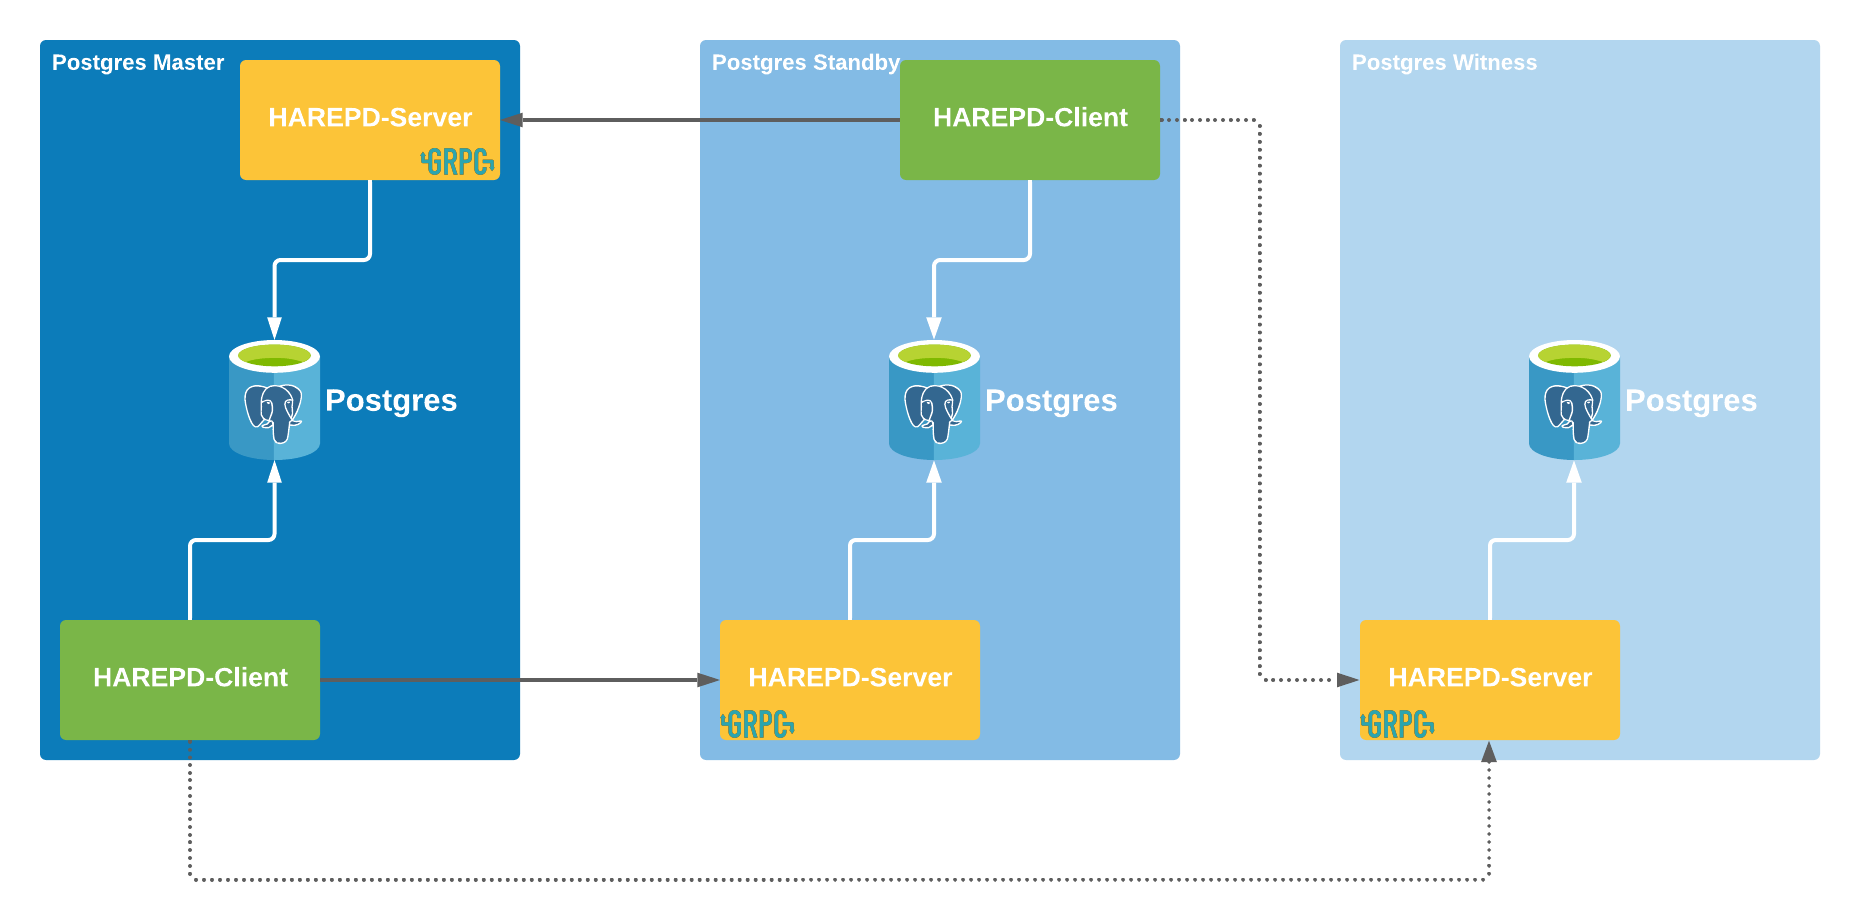 Postgres Master
HAREPD-Server
GRPC
Postgres
HAREPD-Client
Postgres Standby
HAREPD-Client
Postgres
HAREPD-Server
GRPC
Postgres Witness
Postgres
HAREPD-Server
GRPC